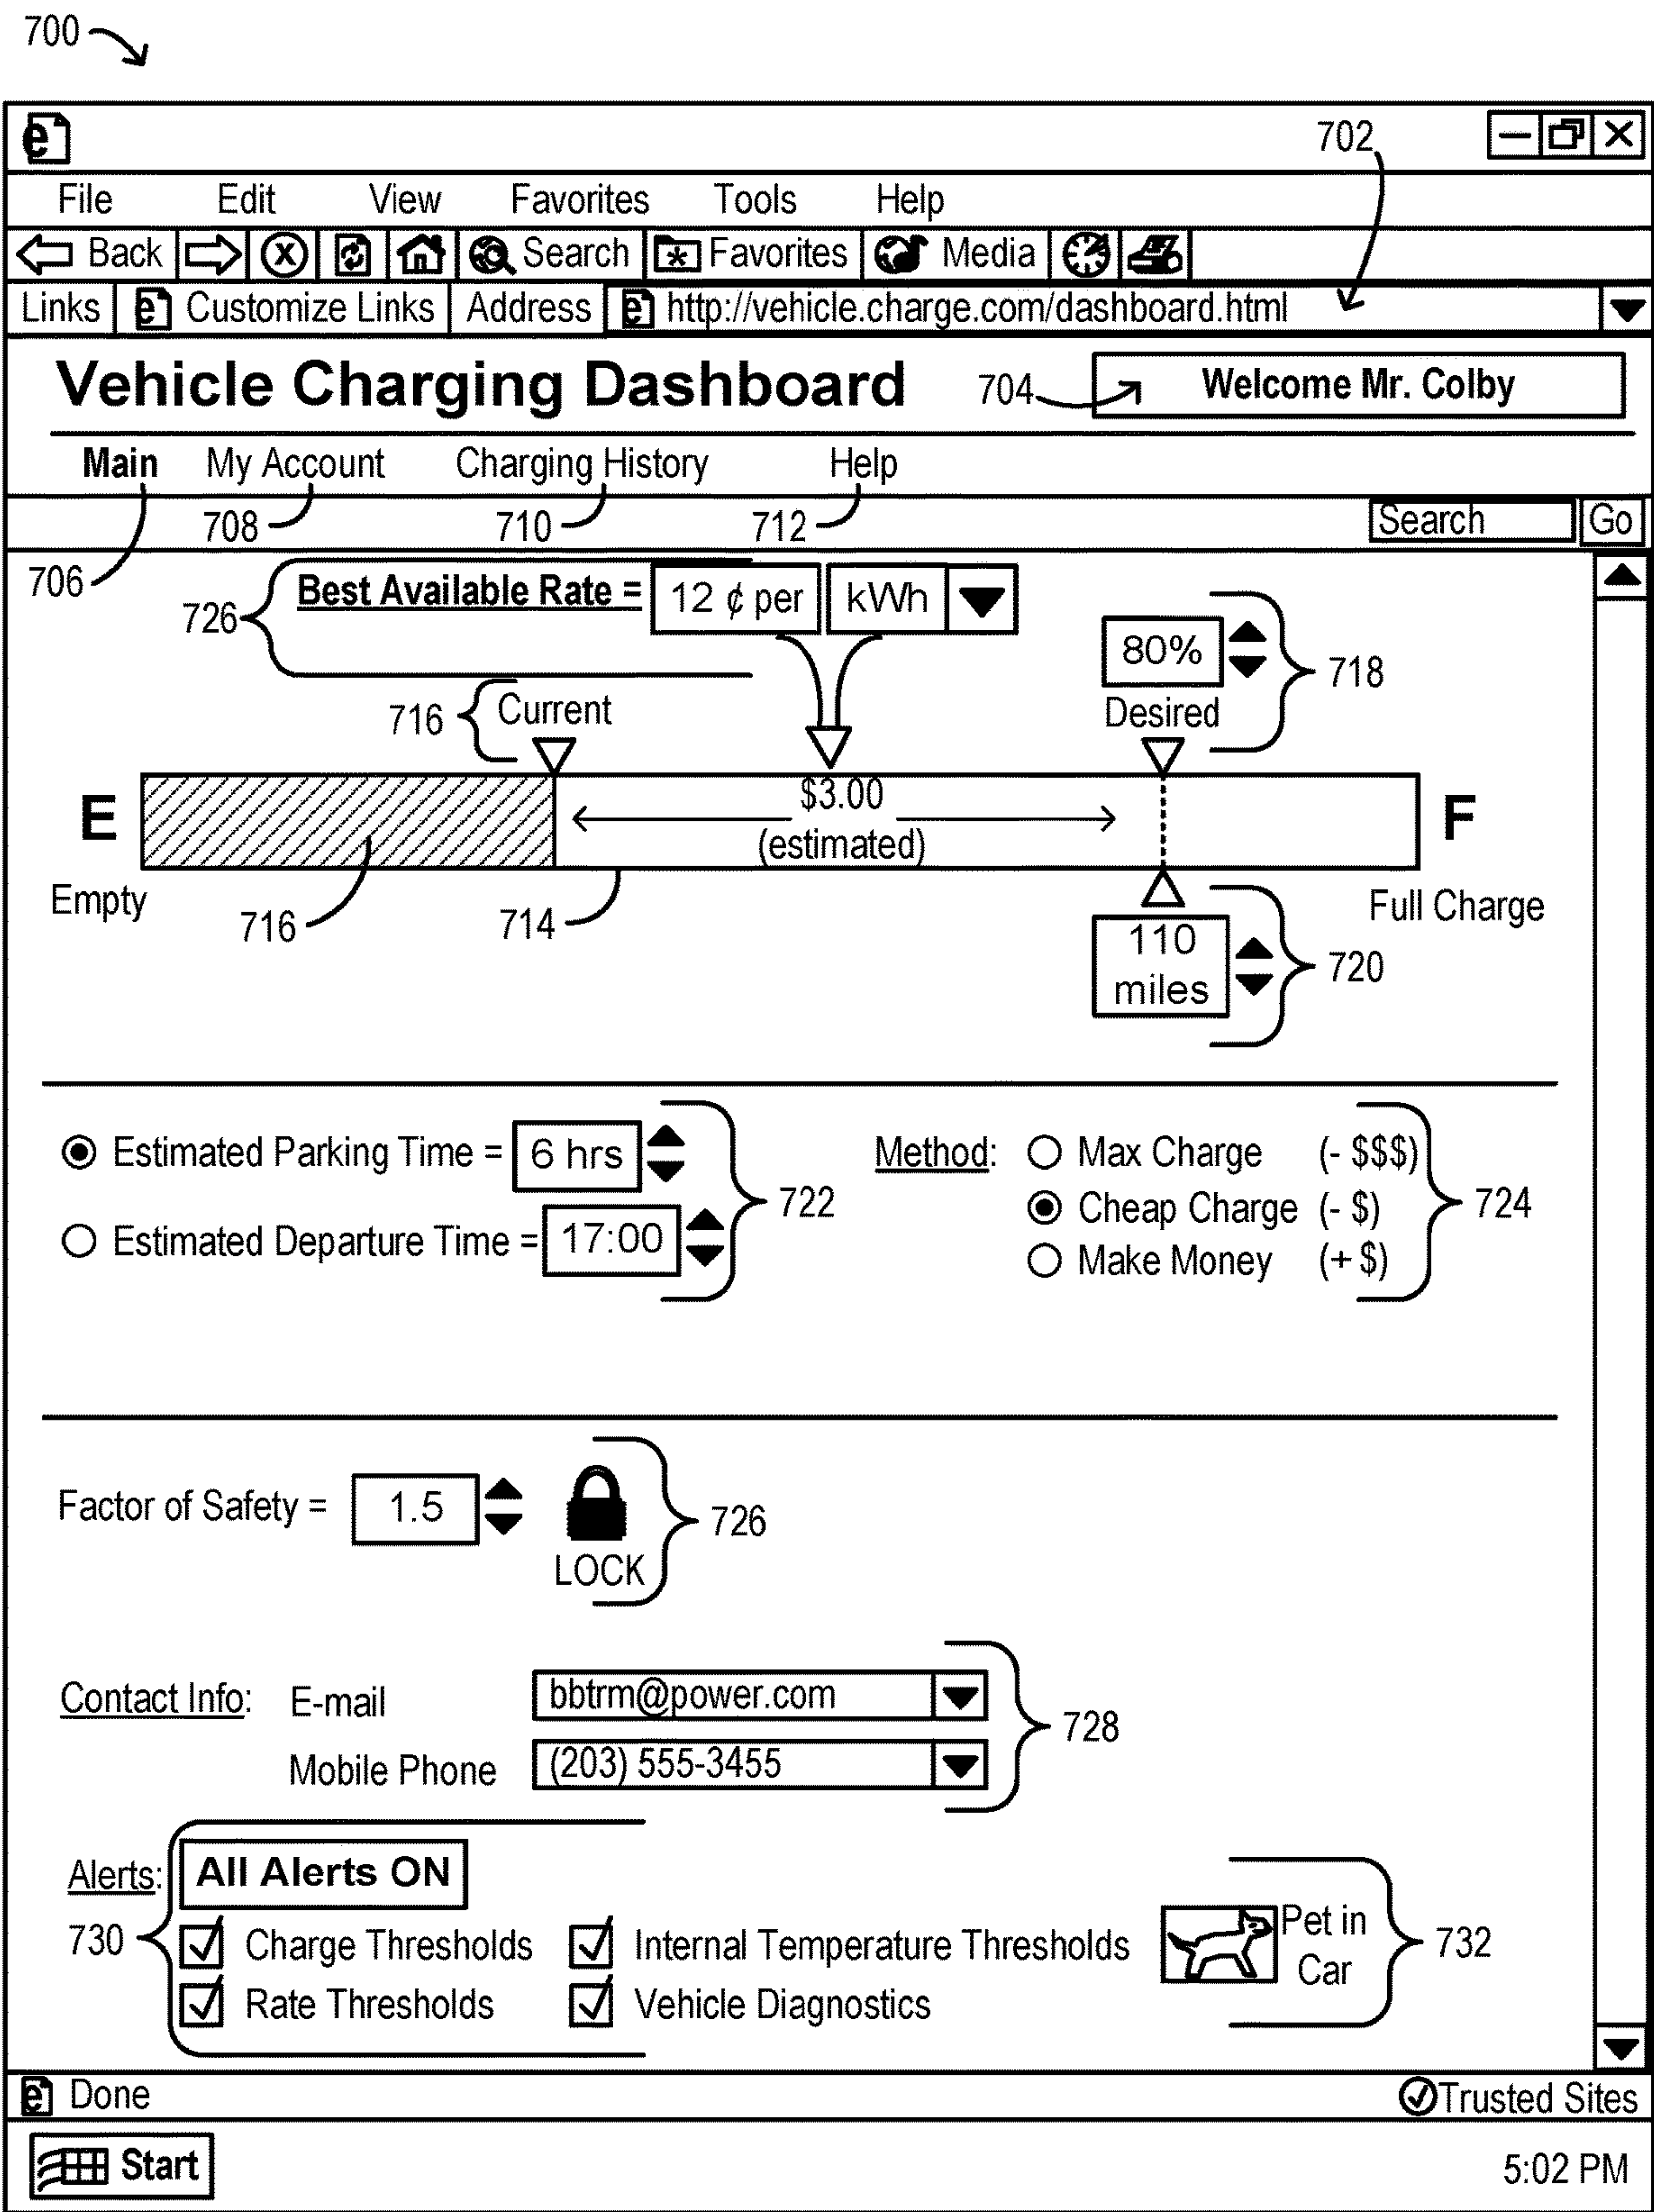 700
702
File Edit View Favorites Tools Help
Back Search Favorites Media
Links Customize Links Address http://vehicle.charge.com/dashboard.html
Vehicle Charging Dashboard 704 Welcome Mr. Colby
Main My Account Charging History Help
708 710 712 Search Go
706
726 Best Available Rate = 12 ¢ per kWh
80% 718
716 Current Desired
E $3.00 F
(estimated)
Empty 716 714 Full Charge
110 miles 720
Estimated Parking Time = 6 hrs Method: Max Charge (- $$$)
722 Cheap Charge (- $) 724
Estimated Departure Time = 17:00 Make Money (+ $)
Factor of Safety = 1.5 726
LOCK
Contact Info: E-mail bbtrm@power.com
728
Mobile Phone (203) 555-3455
Alerts: All Alerts ON
730 Charge Thresholds Internal Temperature Thresholds Pet in Car 732
Rate Thresholds Vehicle Diagnostics
Done Trusted Sites
Start 5:02 PM